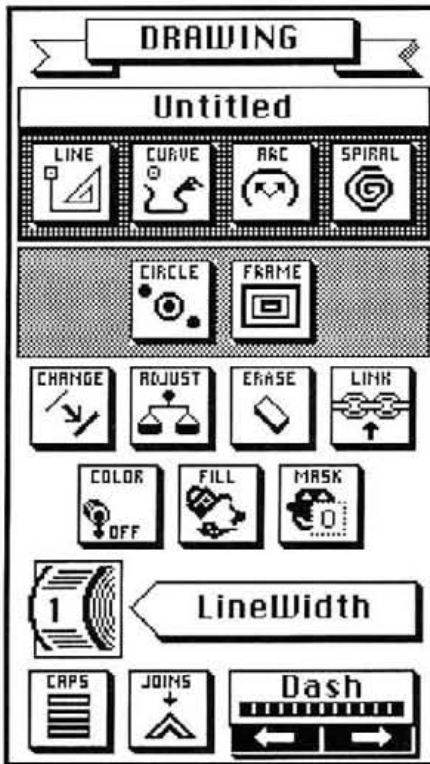 DRAWING
Untitled
LINE CURVE ARC SPIRAL
CIRCLE FRAME
CHANGE ADJUST ERASE LINK
COLOR FILL MASK
OFF 0
1 LineWidth
CAPS JOINS Dash